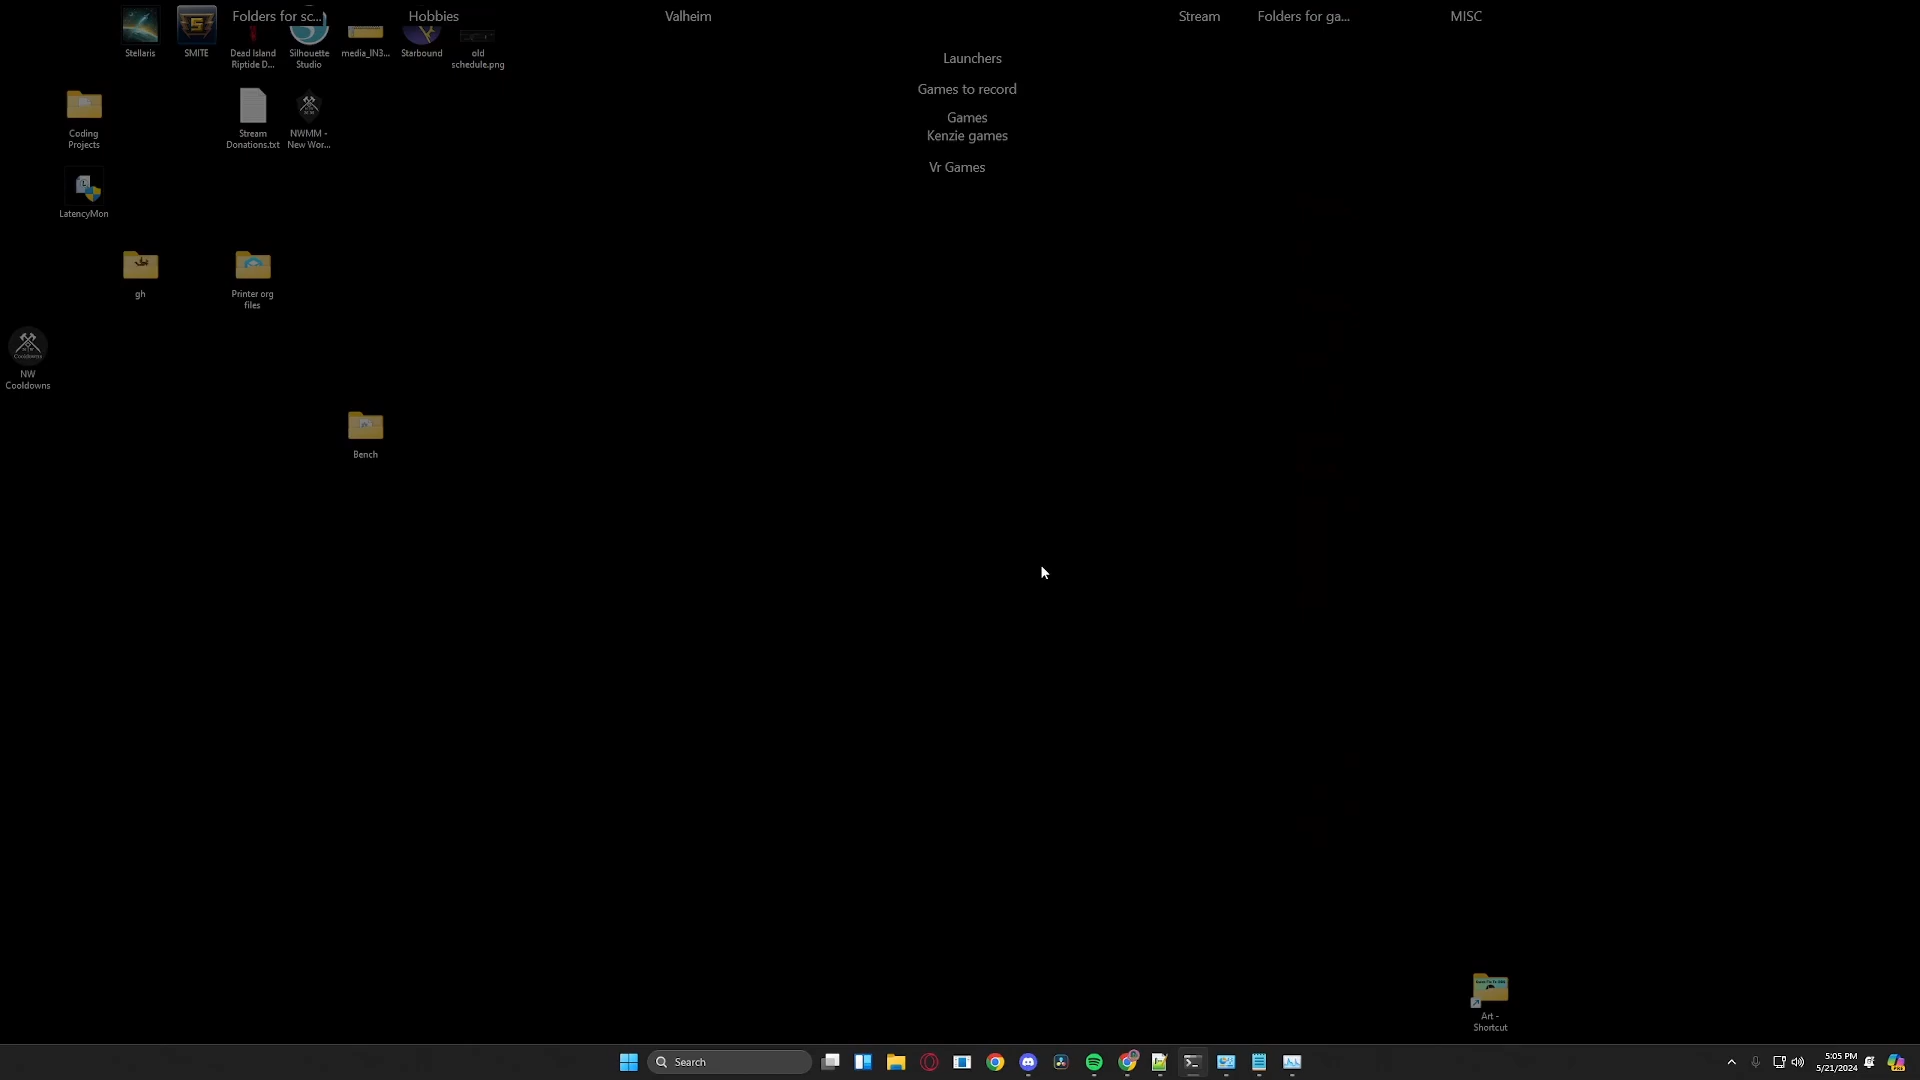 Folders for sc...
Hobbies
Valheim
Stream
Folders for ga...
MISC
Stellaris
SMITE
Dead Island
Riptide D...
Silhouette
Studio
media_IN3...
Starbound
old
schedule.png
Launchers
Games to record
Games
Kenzie games
Vr Games
Coding
Projects
Stream
Donations.txt
NWMM -
New Wor...
LatencyMon
gh
Printer org
files
NW
Cooldowns
Bench
Art -
Shortcut
Search
5:05 PM
5/21/2024